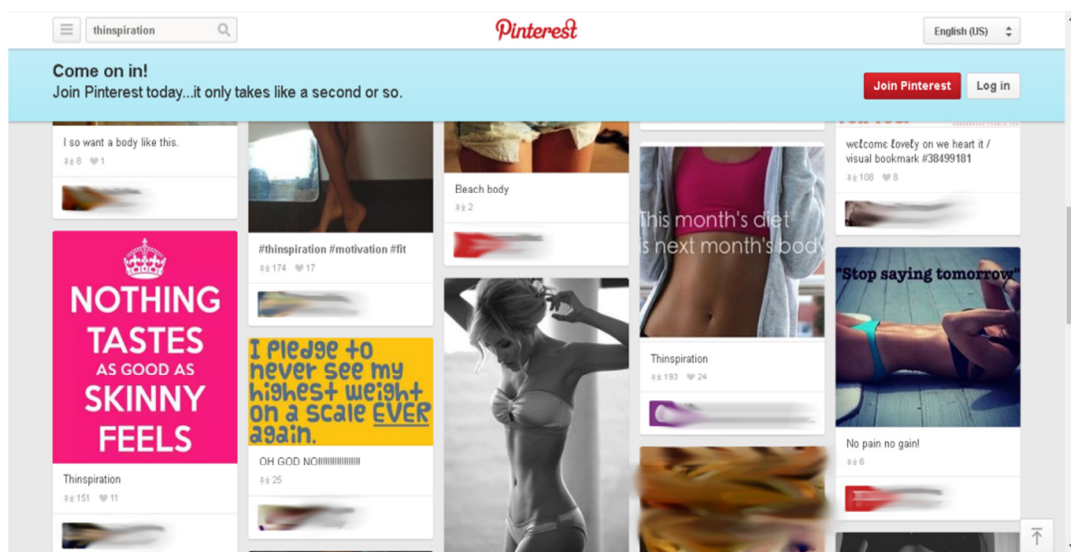 thinspiration
Pinterest
English (US)
Come on in!
Join Pinterest today...it only takes like a second or so.
Join Pinterest
Log in
I so want a body like this.
8 1
NOTHING
TASTES
AS GOOD AS
SKINNY
FEELS
Thinspiration
151 11
#thinspiration #motivation #fit
174 17
I Pledge to
never see my
highest weight
on a scale EVER
again.
OH GOD NO!!!!!!!!!!!!!!!!!!!
25
Beach body
2
This month's diet
is next month's body
Thinspiration
193 24
welcome lovely on we heart it /
visual bookmark #38499181
108 8
"Stop saying tomorrow"
No pain no gain!
6